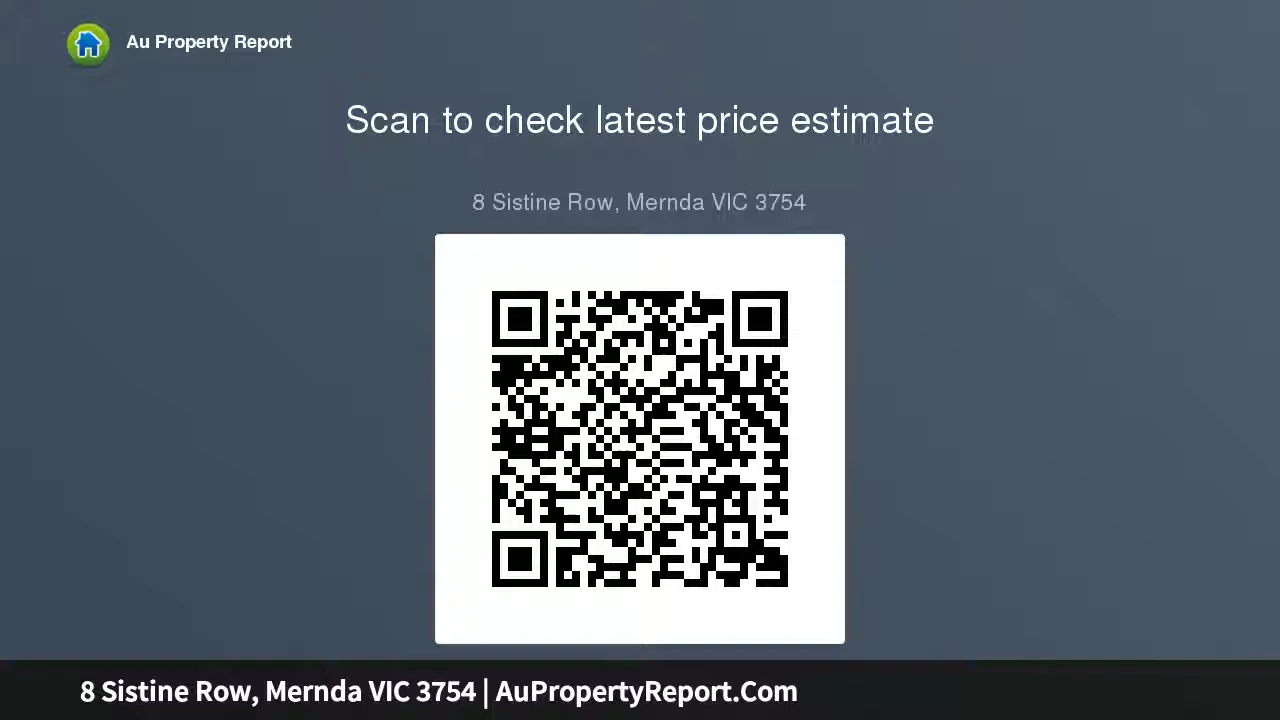 Au Property Report
Scan to check latest price estimate
8 Sistine Row, Mernda VIC 3754
8 Sistine Row, Mernda VIC 3754 | AuPropertyReport.Com